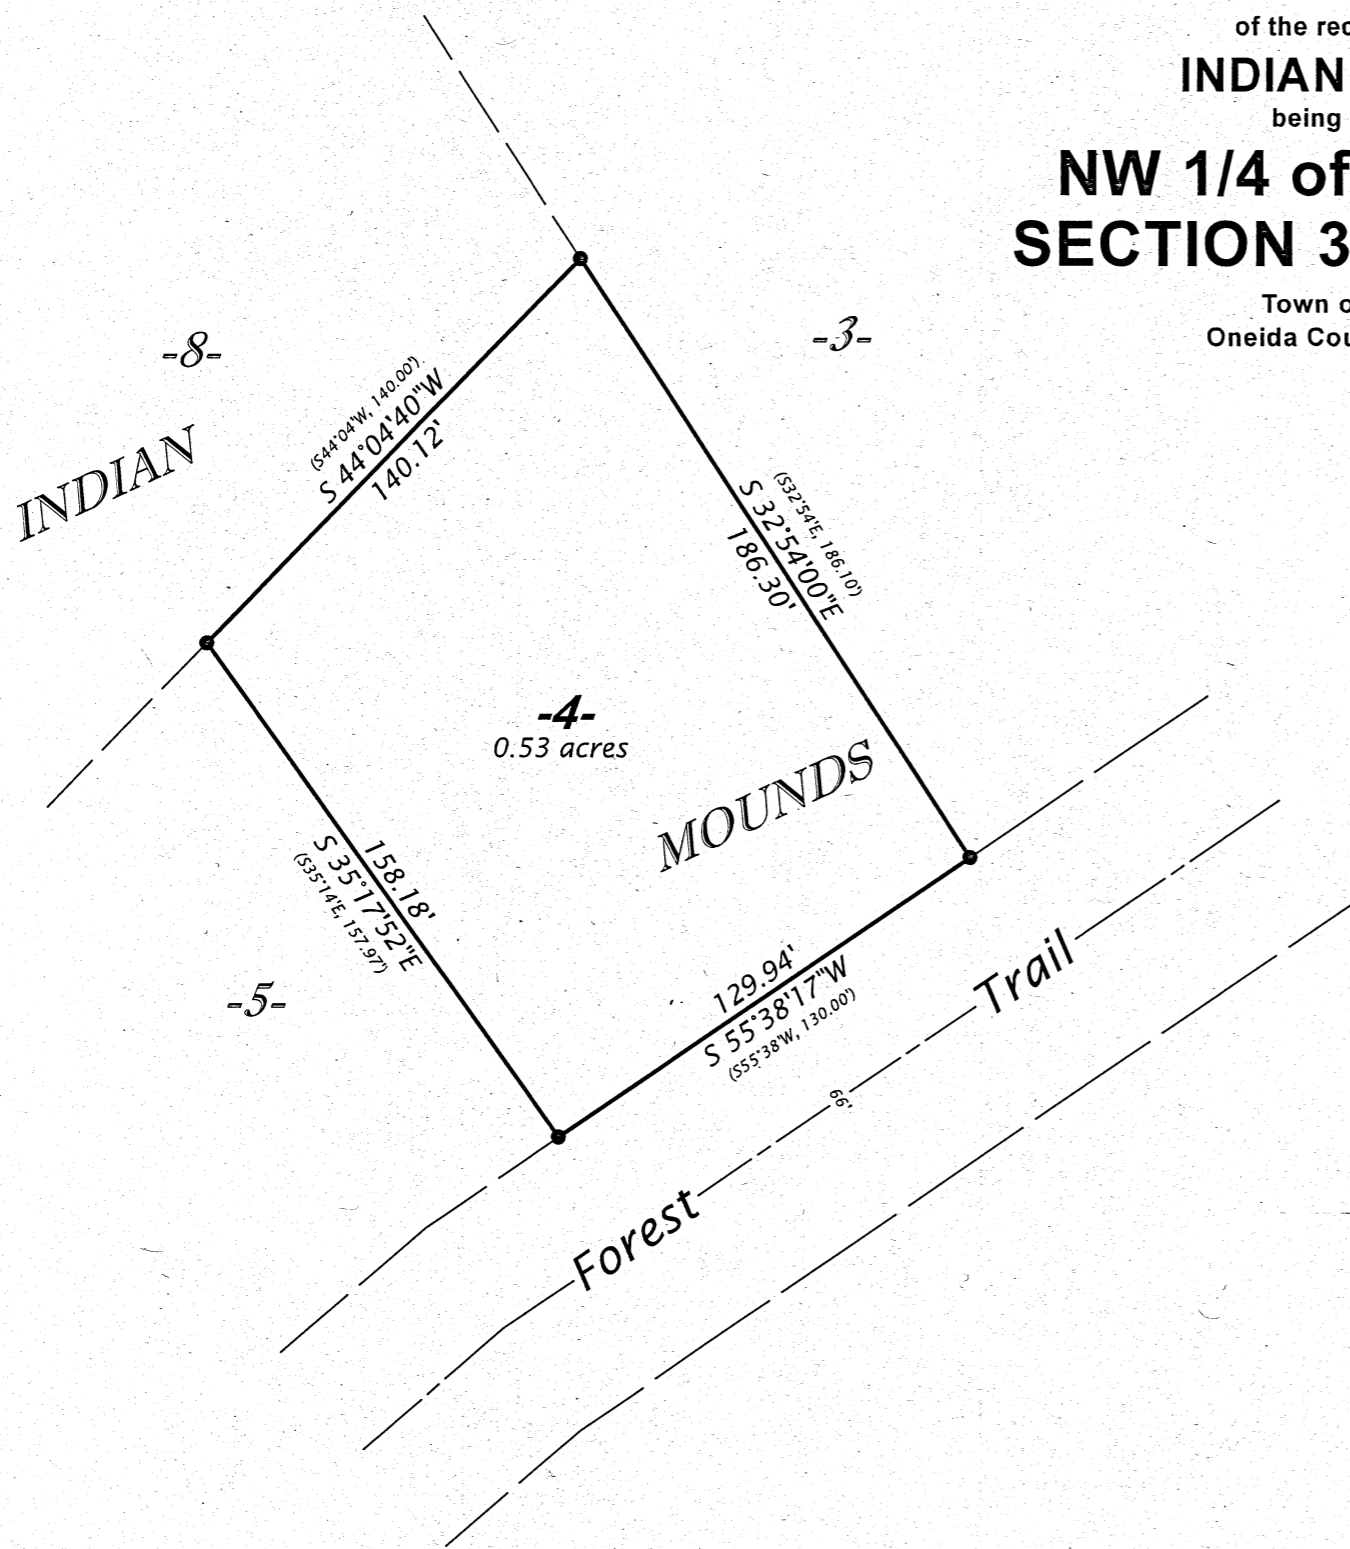 of the rec
INDIAN
being
NW 1/4 of
SECTION 3
Town o
Oneida Cou
-8-
-3-
(S44°04'W, 140.00')
S 44°04'40"W
140.12'
INDIAN
(S32°54'E, 186.10')
S 32°54'00"E
186.30'
-4-
0.53 acres
MOUNDS
158.18'
S 35°17'52"E
(S35°14'E, 157.97')
-5-
129.94'
S 55°38'17"W
(S55°38'W, 130.00')
66'
Forest Trail